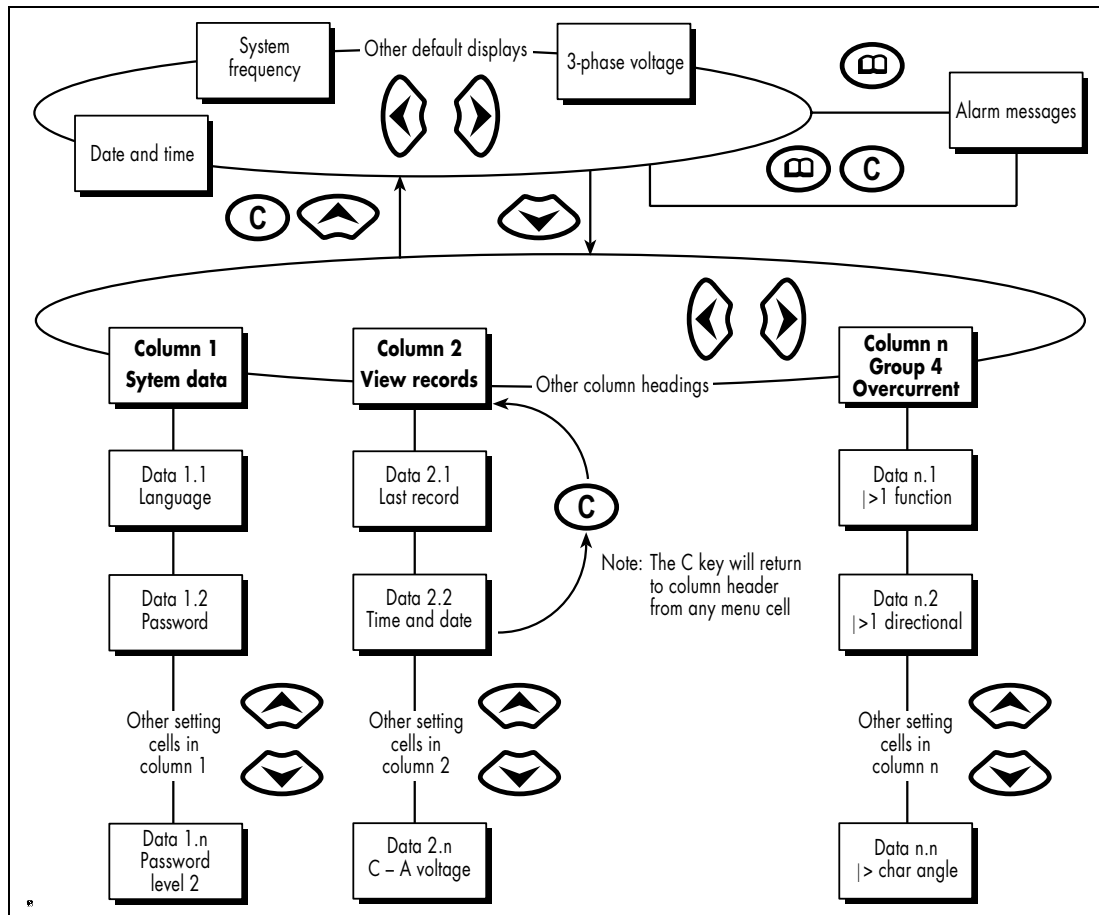 System
frequency
Other default displays
3-phase voltage
Date and time
Alarm messages
C
C
Column 1
Sytem data
Column 2
View records
Column n
Group 4
Overcurrent
Other column headings
Data 1.1
Language
Data 2.1
Last record
Data n.1
|>1 function
C
Note: The C key will return
to column header
from any menu cell
Data 1.2
Password
Data 2.2
Time and date
Data n.2
|>1 directional
Other setting
cells in
column 1
Other setting
cells in
column 2
Other setting
cells in
column n
Data 1.n
Password
level 2
Data 2.n
C – A voltage
Data n.n
|> char angle